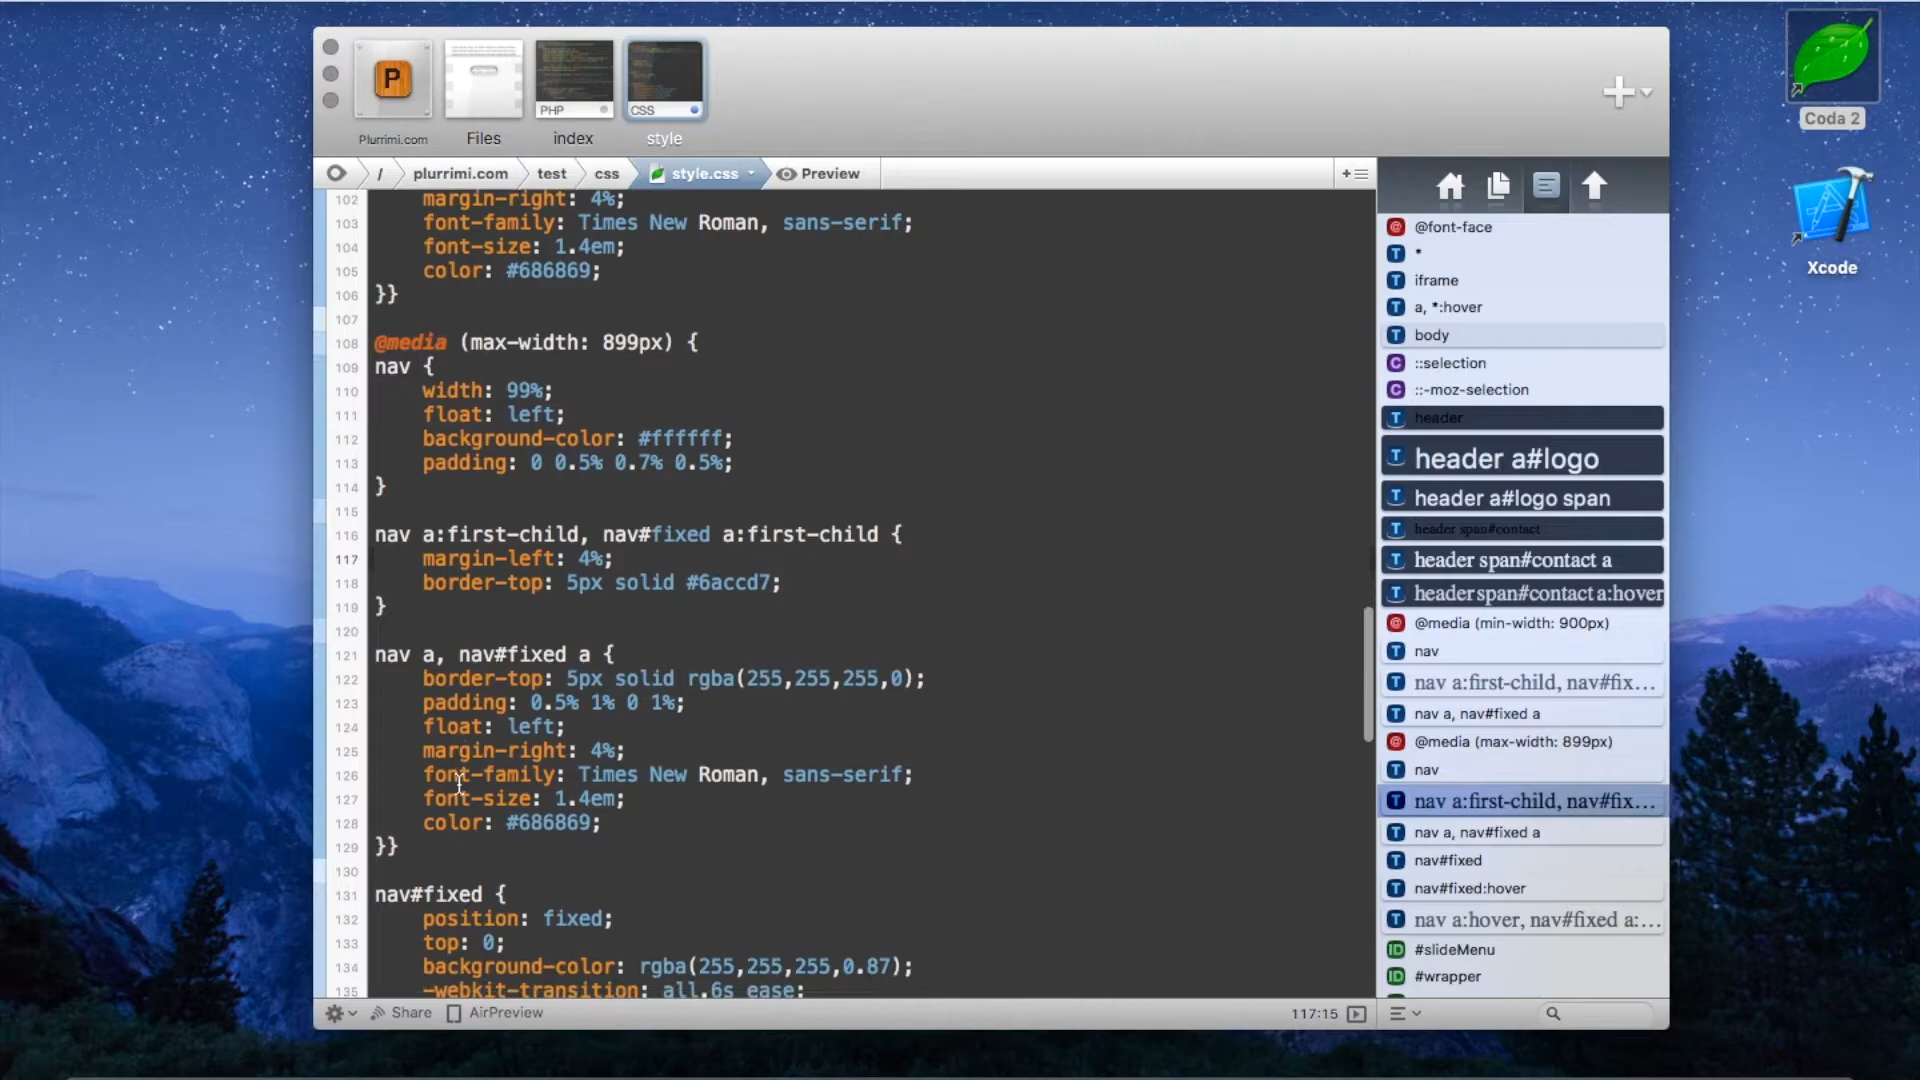 P
PHP
CSS
Plurrimi.com
Files
index
style
Coda 2
Xcode
/
plurrimi.com
test
css
style.css
Preview
102 margin-right: 4%;
103 font-family: Times New Roman, sans-serif;
104 font-size: 1.4em;
105 color: #686869;
106 }}
107
108 @media (max-width: 899px) {
109 nav {
110 width: 99%;
111 float: left;
112 background-color: #ffffff;
113 padding: 0 0.5% 0.7% 0.5%;
114 }
115
116 nav a:first-child, nav#fixed a:first-child {
117 margin-left: 4%;
118 border-top: 5px solid #6accd7;
119 }
120
121 nav a, nav#fixed a {
122 border-top: 5px solid rgba(255,255,255,0);
123 padding: 0.5% 1% 0 1%;
124 float: left;
125 margin-right: 4%;
126 font-family: Times New Roman, sans-serif;
127 font-size: 1.4em;
128 color: #686869;
129 }}
130
131 nav#fixed {
132 position: fixed;
133 top: 0;
134 background-color: rgba(255,255,255,0.87);
135 -webkit-transition: all.6s ease;
@ @font-face
T *
T iframe
T a, *:hover
T body
C ::selection
C ::-moz-selection
T header
T header a#logo
T header a#logo span
T header span#contact
T header span#contact a
T header span#contact a:hover
@ @media (min-width: 900px)
T nav
T nav a:first-child, nav#fix...
T nav a, nav#fixed a
@ @media (max-width: 899px)
T nav
T nav a:first-child, nav#fix...
T nav a, nav#fixed a
T nav#fixed
T nav#fixed:hover
T nav a:hover, nav#fixed a:...
ID #slideMenu
ID #wrapper
Share
AirPreview
117:15